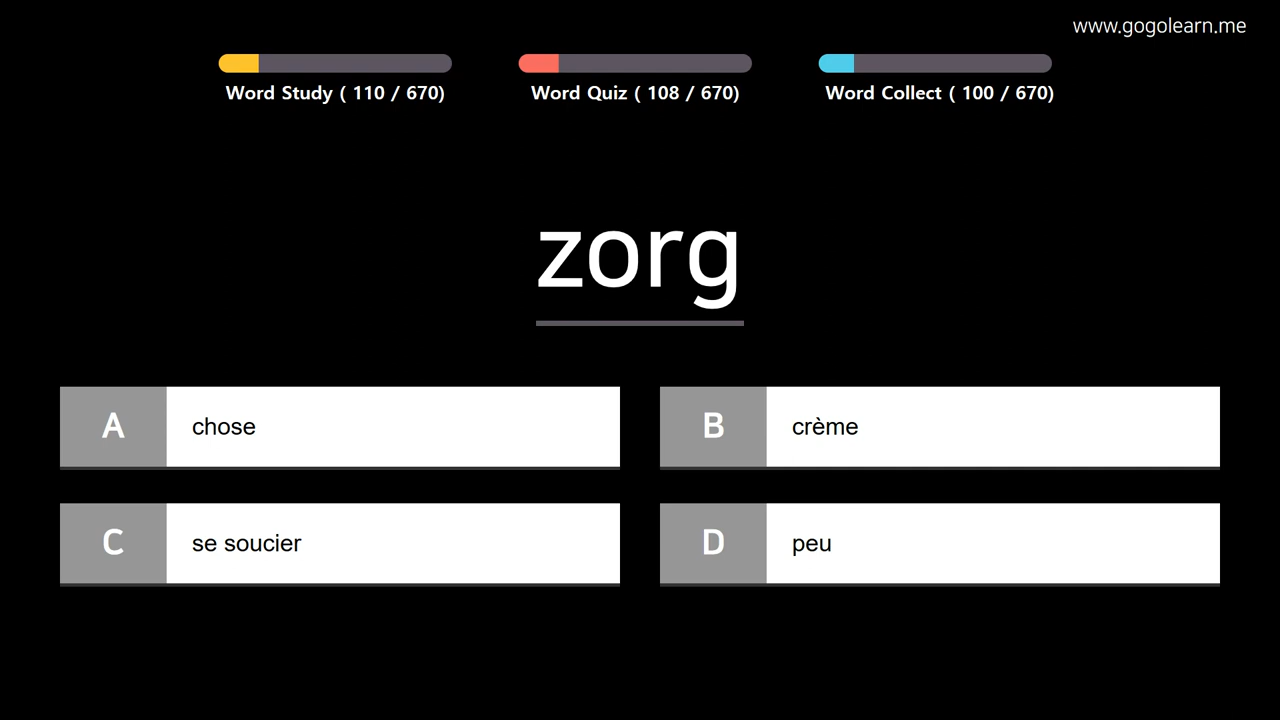 www.gogolearn.me
Word Study ( 110 / 670)
Word Quiz ( 108 / 670)
Word Collect ( 100 / 670)
zorg
A chose
B crème
C se soucier
D peu